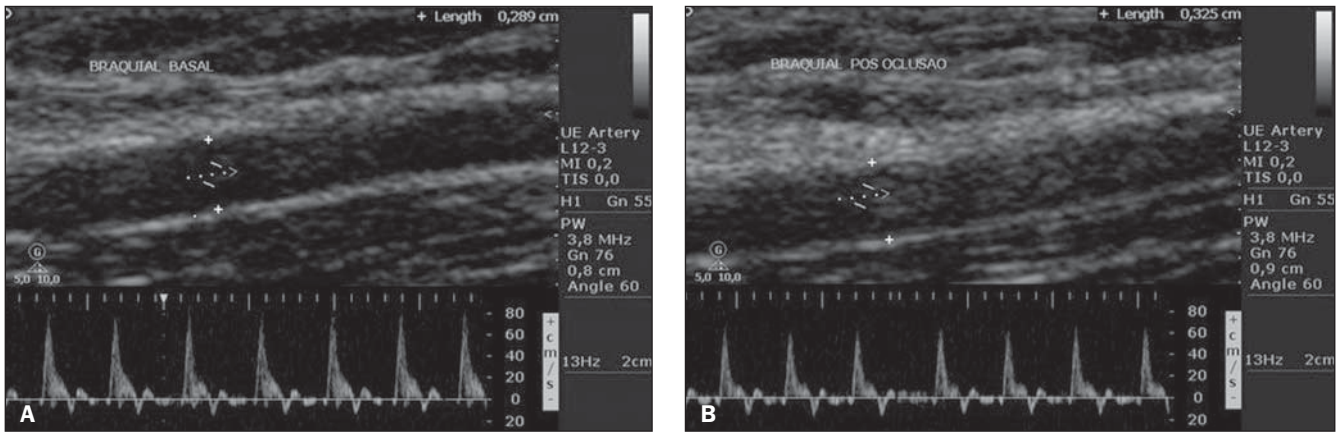 + Length 0,289 cm
BRAQUIAL BASAL
UE Artery
L12-3
MI 0,2
TIS 0,0
H1 Gn 55
PW
3,8 MHz
Gn 76
0,8 cm
Angle 60
G
5,0 10,0
80
60
40
20
0
20
+
c
m
/
s
-
13Hz 2cm
A
+ Length 0,325 cm
BRAQUIAL POS OCLUSAO
UE Artery
L12-3
MI 0,2
TIS 0,0
H1 Gn 55
PW
3,8 MHz
Gn 76
0,9 cm
Angle 60
G
5,0 10,0
80
60
40
20
0
20
+
c
m
/
s
-
13Hz 2cm
B